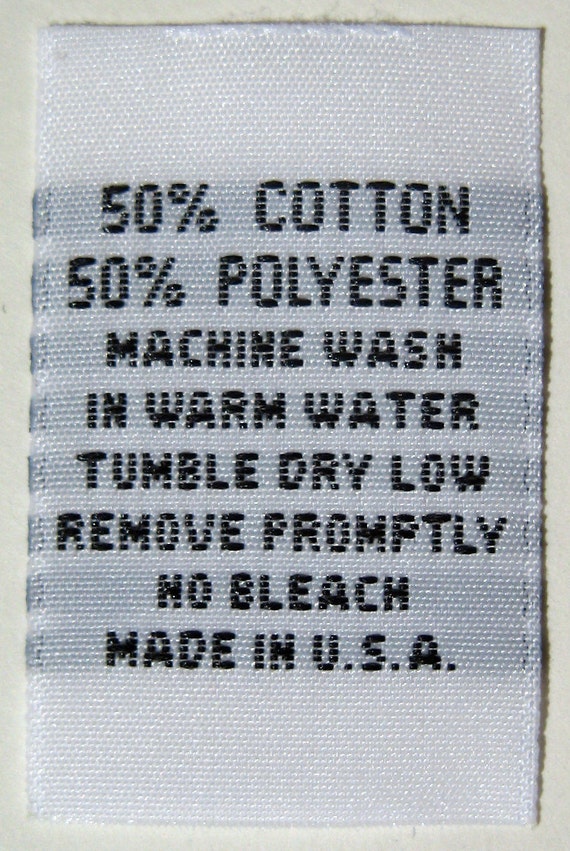 50% COTTON
50% POLYESTER
MACHINE WASH
IN WARM WATER
TUMBLE DRY LOW
REMOVE PROMPTLY
NO BLEACH
MADE IN U.S.A.